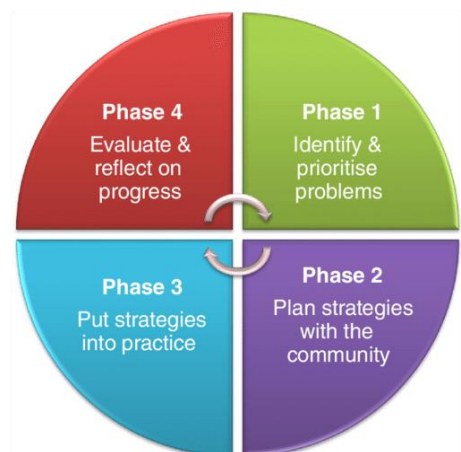 Phase 1
Identify &
prioritise
problems
Phase 2
Plan strategies
with the
community
Phase 3
Put strategies
into practice
Phase 4
Evaluate &
reflect on
progress